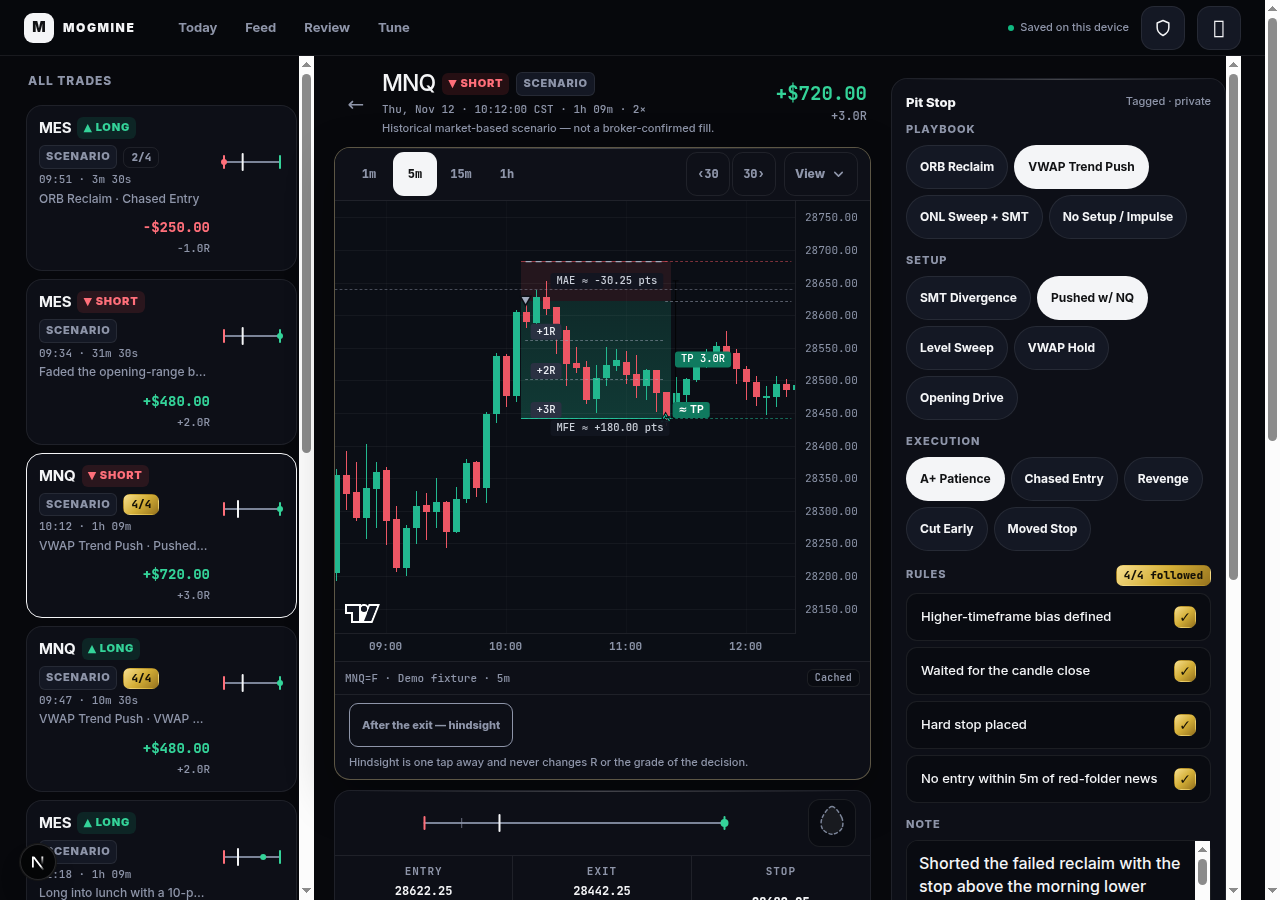 M MOGMINE Today Feed Review Tune Saved on this device
ALL TRADES
MES ▲ LONG
SCENARIO 2/4
09:51 · 3m 30s
ORB Reclaim · Chased Entry
-$250.00
-1.0R
MES ▼ SHORT
SCENARIO
09:34 · 31m 30s
Faded the opening-range b...
+$480.00
+2.0R
MNQ ▼ SHORT
SCENARIO 4/4
10:12 · 1h 09m
VWAP Trend Push · Pushed...
+$720.00
+3.0R
MNQ ▲ LONG
SCENARIO 4/4
09:47 · 10m 30s
VWAP Trend Push · VWAP ...
+$480.00
+2.0R
MES ▲ LONG
SCENARIO
:18 · 1h 09m
Long into lunch with a 10-p...
N
← MNQ ▼ SHORT SCENARIO
Thu, Nov 12 · 10:12:00 CST · 1h 09m · 2×
Historical market-based scenario — not a broker-confirmed fill.
+$720.00
+3.0R
1m 5m 15m 1h ‹30 30› View
28750.00
28700.00
28650.00
28600.00
28550.00
28500.00
28450.00
28400.00
28350.00
28300.00
28250.00
28200.00
28150.00
MAE ≈ -30.25 pts
+1R
+2R
TP 3.0R
+3R
≈ TP
MFE ≈ +180.00 pts
09:00 10:00 11:00 12:00
MNQ=F · Demo fixture · 5m Cached
After the exit — hindsight
Hindsight is one tap away and never changes R or the grade of the decision.
ENTRY EXIT STOP
28622.25 28442.25
Pit Stop Tagged · private
PLAYBOOK
ORB Reclaim VWAP Trend Push
ONL Sweep + SMT No Setup / Impulse
SETUP
SMT Divergence Pushed w/ NQ
Level Sweep VWAP Hold
Opening Drive
EXECUTION
A+ Patience Chased Entry Revenge
Cut Early Moved Stop
RULES 4/4 followed
Higher-timeframe bias defined ✓
Waited for the candle close ✓
Hard stop placed ✓
No entry within 5m of red-folder news ✓
NOTE
Shorted the failed reclaim with the
stop above the morning lower